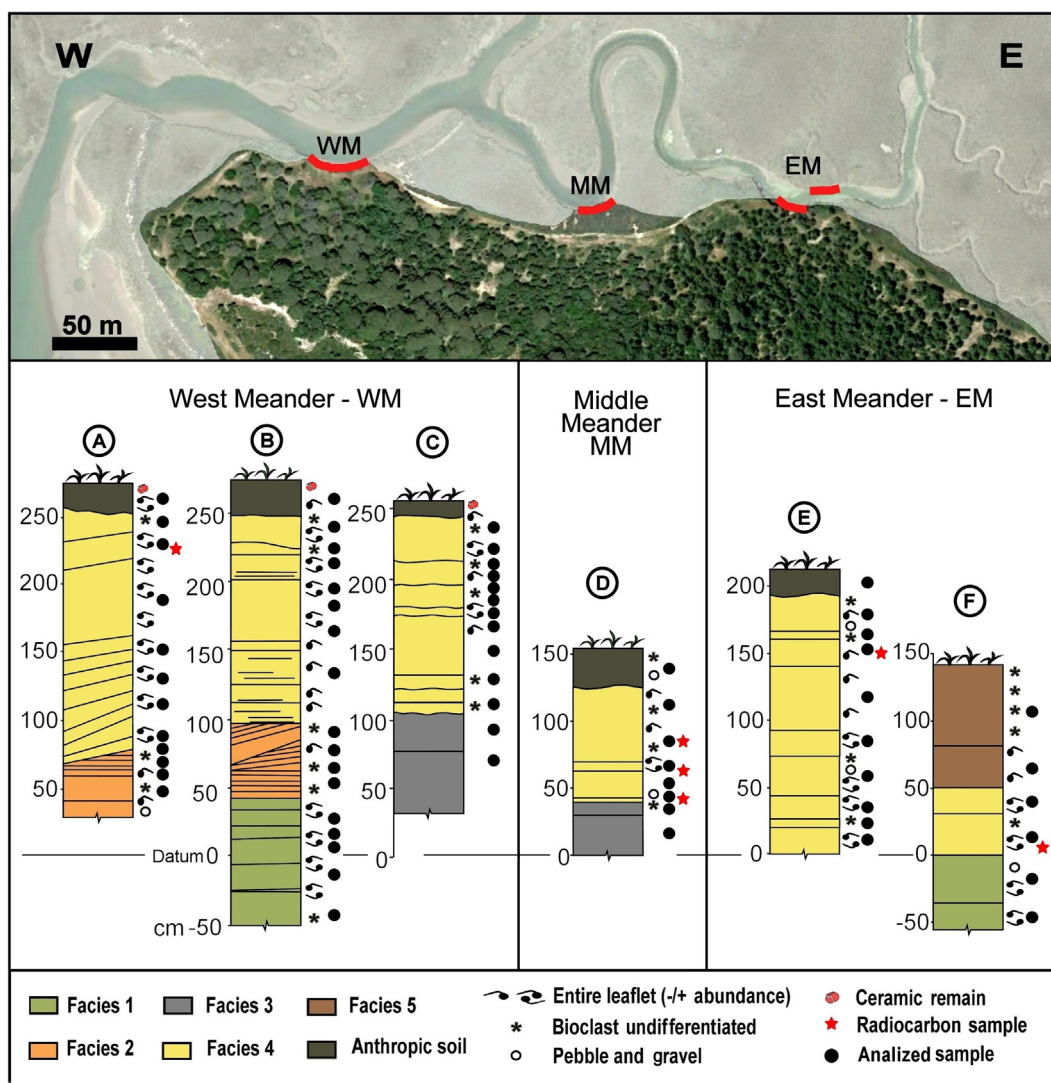 W
E
WM
MM
EM
50 m
West Meander - WM
Middle
Meander
MM
East Meander - EM
A
B
C
D
E
F
250
200
150
100
50
250
200
150
100
50
Datum 0
cm -50
250
200
150
100
50
0
150
100
50
0
200
150
100
50
0
150
100
50
0
-50
Facies 1
Facies 3
Facies 5
Facies 2
Facies 4
Anthropic soil
Entire leaflet (-/+ abundance)
Bioclast undifferentiated
Pebble and gravel
Ceramic remain
Radiocarbon sample
Analized sample